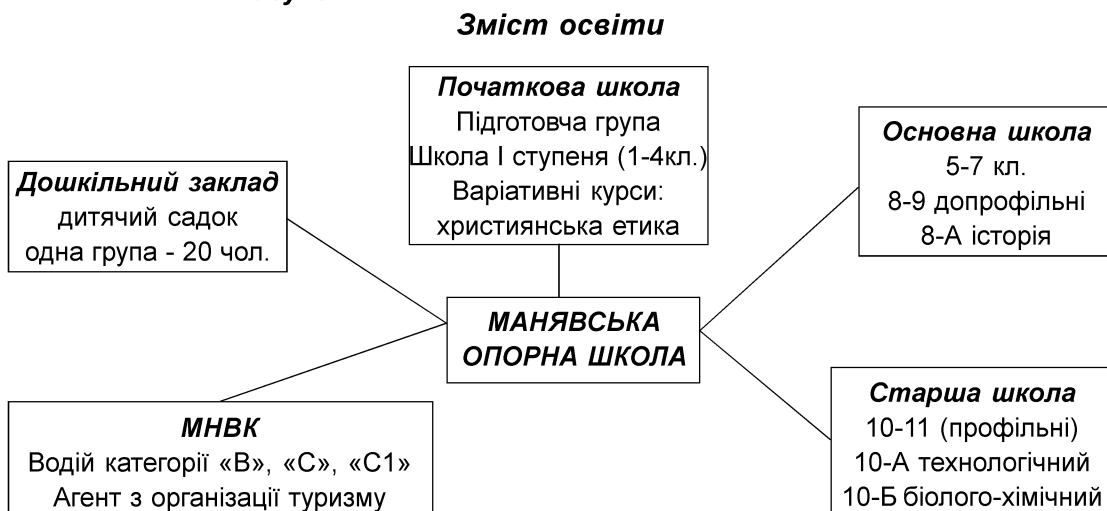 Зміст освіти
Початкова школа
Підготовча група
Школа І ступеня (1-4кл.)
Варіативні курси:
християнська етика
Дошкільний заклад
дитячий садок
одна група - 20 чол.
Основна школа
5-7 кл.
8-9 допрофільні
8-А історія
МАНЯВСЬКА
ОПОРНА ШКОЛА
МНВК
Водій категорії «В», «С», «С1»
Агент з організації туризму
Старша школа
10-11 (профільні)
10-А технологічний
10-Б біолого-хімічний